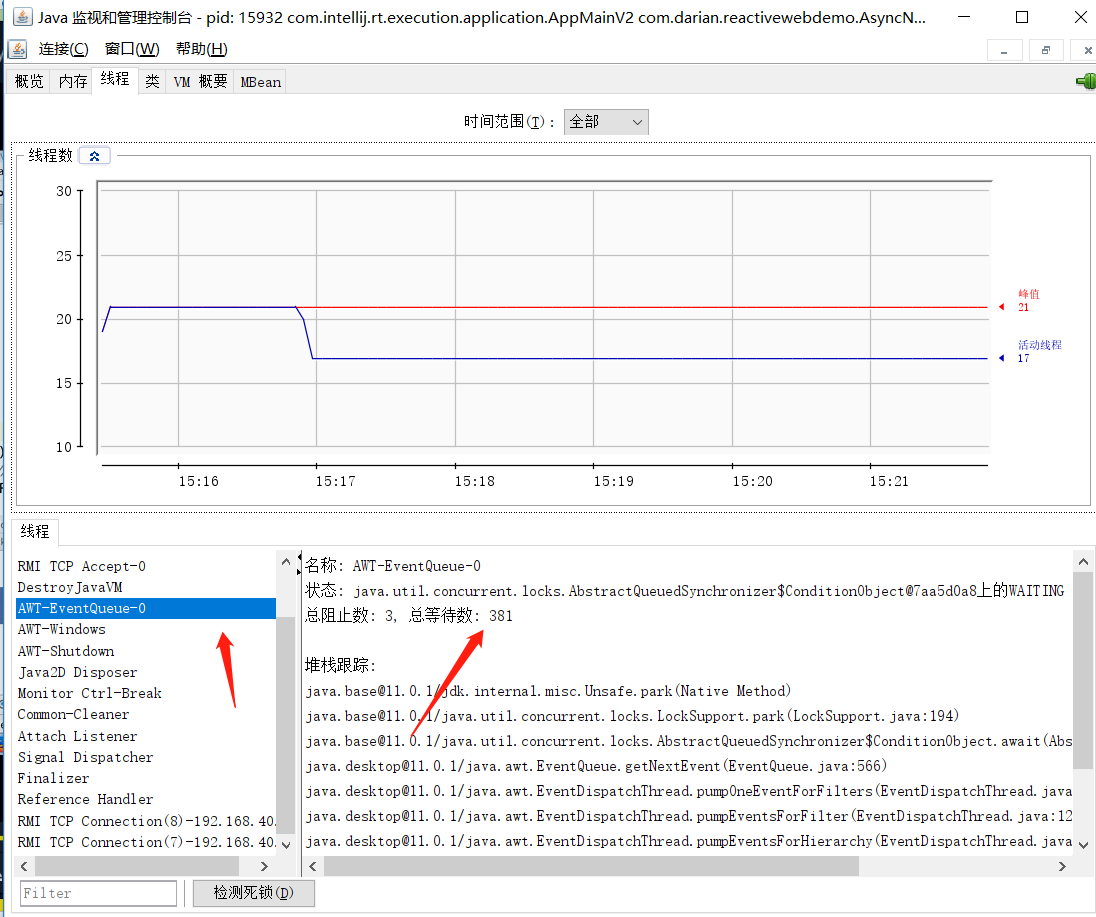 Java 监视和管理控制台 - pid: 15932 com.intellij.rt.execution.application.AppMainV2 com.darian.reactivewebdemo.AsyncN...
连接(C) 窗口(W) 帮助(H)
概览 内存 线程 类 VM 概要 MBean
时间范围(T): 全部
线程数
30
25
20
15
10
峰值
21
活动线程
17
15:16 15:17 15:18 15:19 15:20 15:21
线程
RMI TCP Accept-0
DestroyJavaVM
AWT-EventQueue-0
AWT-Windows
AWT-Shutdown
Java2D Disposer
Monitor Ctrl-Break
Common-Cleaner
Attach Listener
Signal Dispatcher
Finalizer
Reference Handler
RMI TCP Connection(8)-192.168.40.
RMI TCP Connection(7)-192.168.40.
名称: AWT-EventQueue-0
状态: java.util.concurrent.locks.AbstractQueuedSynchronizer$ConditionObject@7aa5d0a8上的WAITING
总阻止数: 3, 总等待数: 381
堆栈跟踪:
java.base@11.0.1/jdk.internal.misc.Unsafe.park(Native Method)
java.base@11.0.1/java.util.concurrent.locks.LockSupport.park(LockSupport.java:194)
java.base@11.0.1/java.util.concurrent.locks.AbstractQueuedSynchronizer$ConditionObject.await(Abs
java.desktop@11.0.1/java.awt.EventQueue.getNextEvent(EventQueue.java:566)
java.desktop@11.0.1/java.awt.EventDispatchThread.pumpOneEventForFilters(EventDispatchThread.java
java.desktop@11.0.1/java.awt.EventDispatchThread.pumpEventsForFilter(EventDispatchThread.java:12
java.desktop@11.0.1/java.awt.EventDispatchThread.pumpEventsForHierarchy(EventDispatchThread.java
Filter
检测死锁(D)